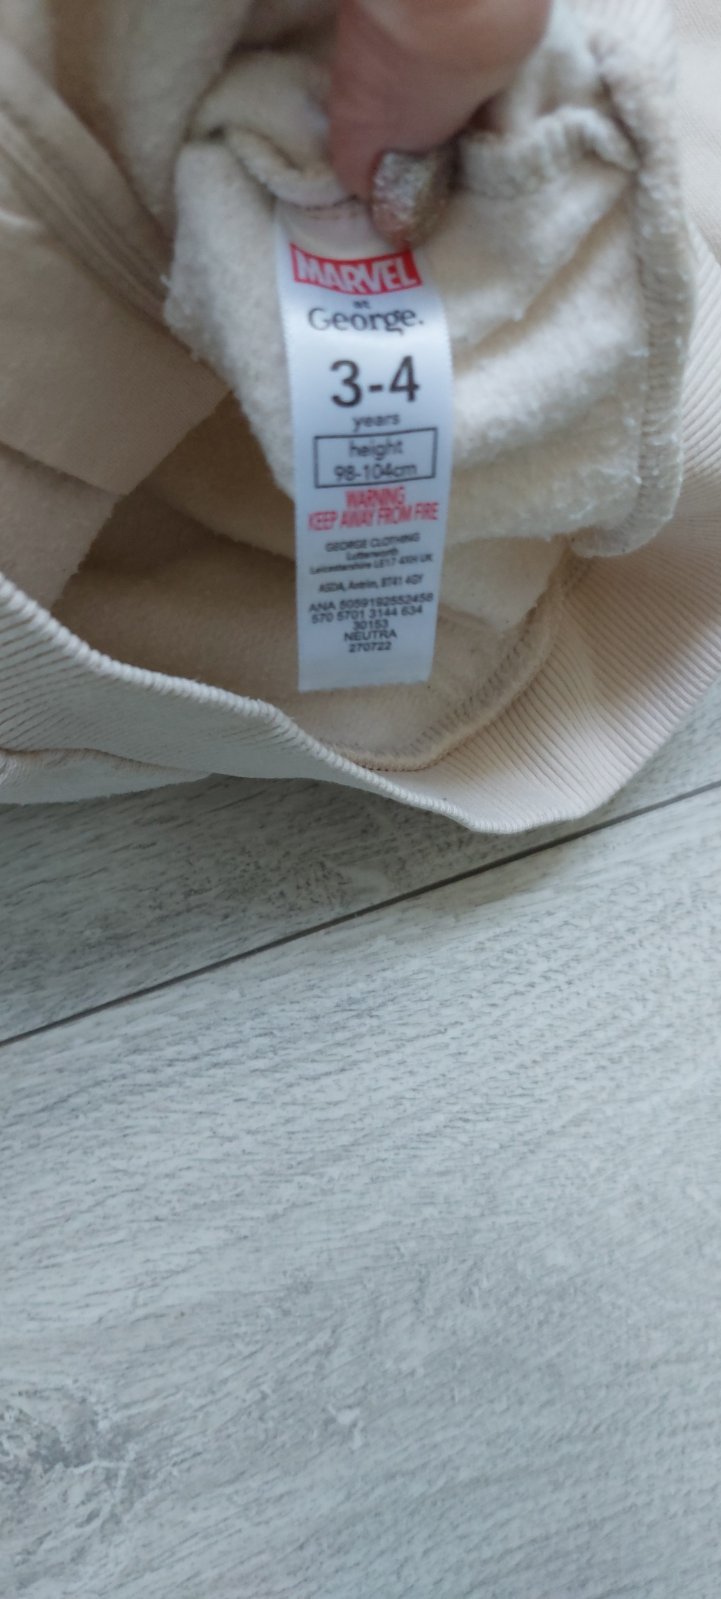 MARVEL
at
George.
3-4
years
height
98-104cm
WARNING
KEEP AWAY FROM FIRE
GEORGE CLOTHING
Lutterworth
Leicestershire LE17 4XH UK
ASDA, Antrim, BT41 4GY
ANA 5059192552458
570 5701 3144 634
30153
NEUTRA
270722